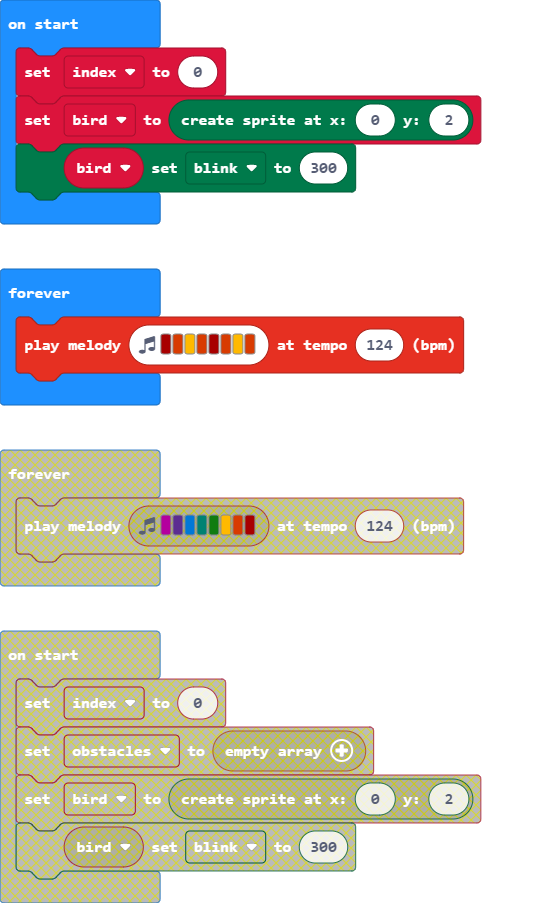 on start
set index to 0
set bird to create sprite at x: 0 y: 2
bird set blink to 300
forever
play melody at tempo 124 (bpm)
forever
play melody at tempo 124 (bpm)
on start
set index to 0
set obstacles to empty array
set bird to create sprite at x: 0 y: 2
bird set blink to 300